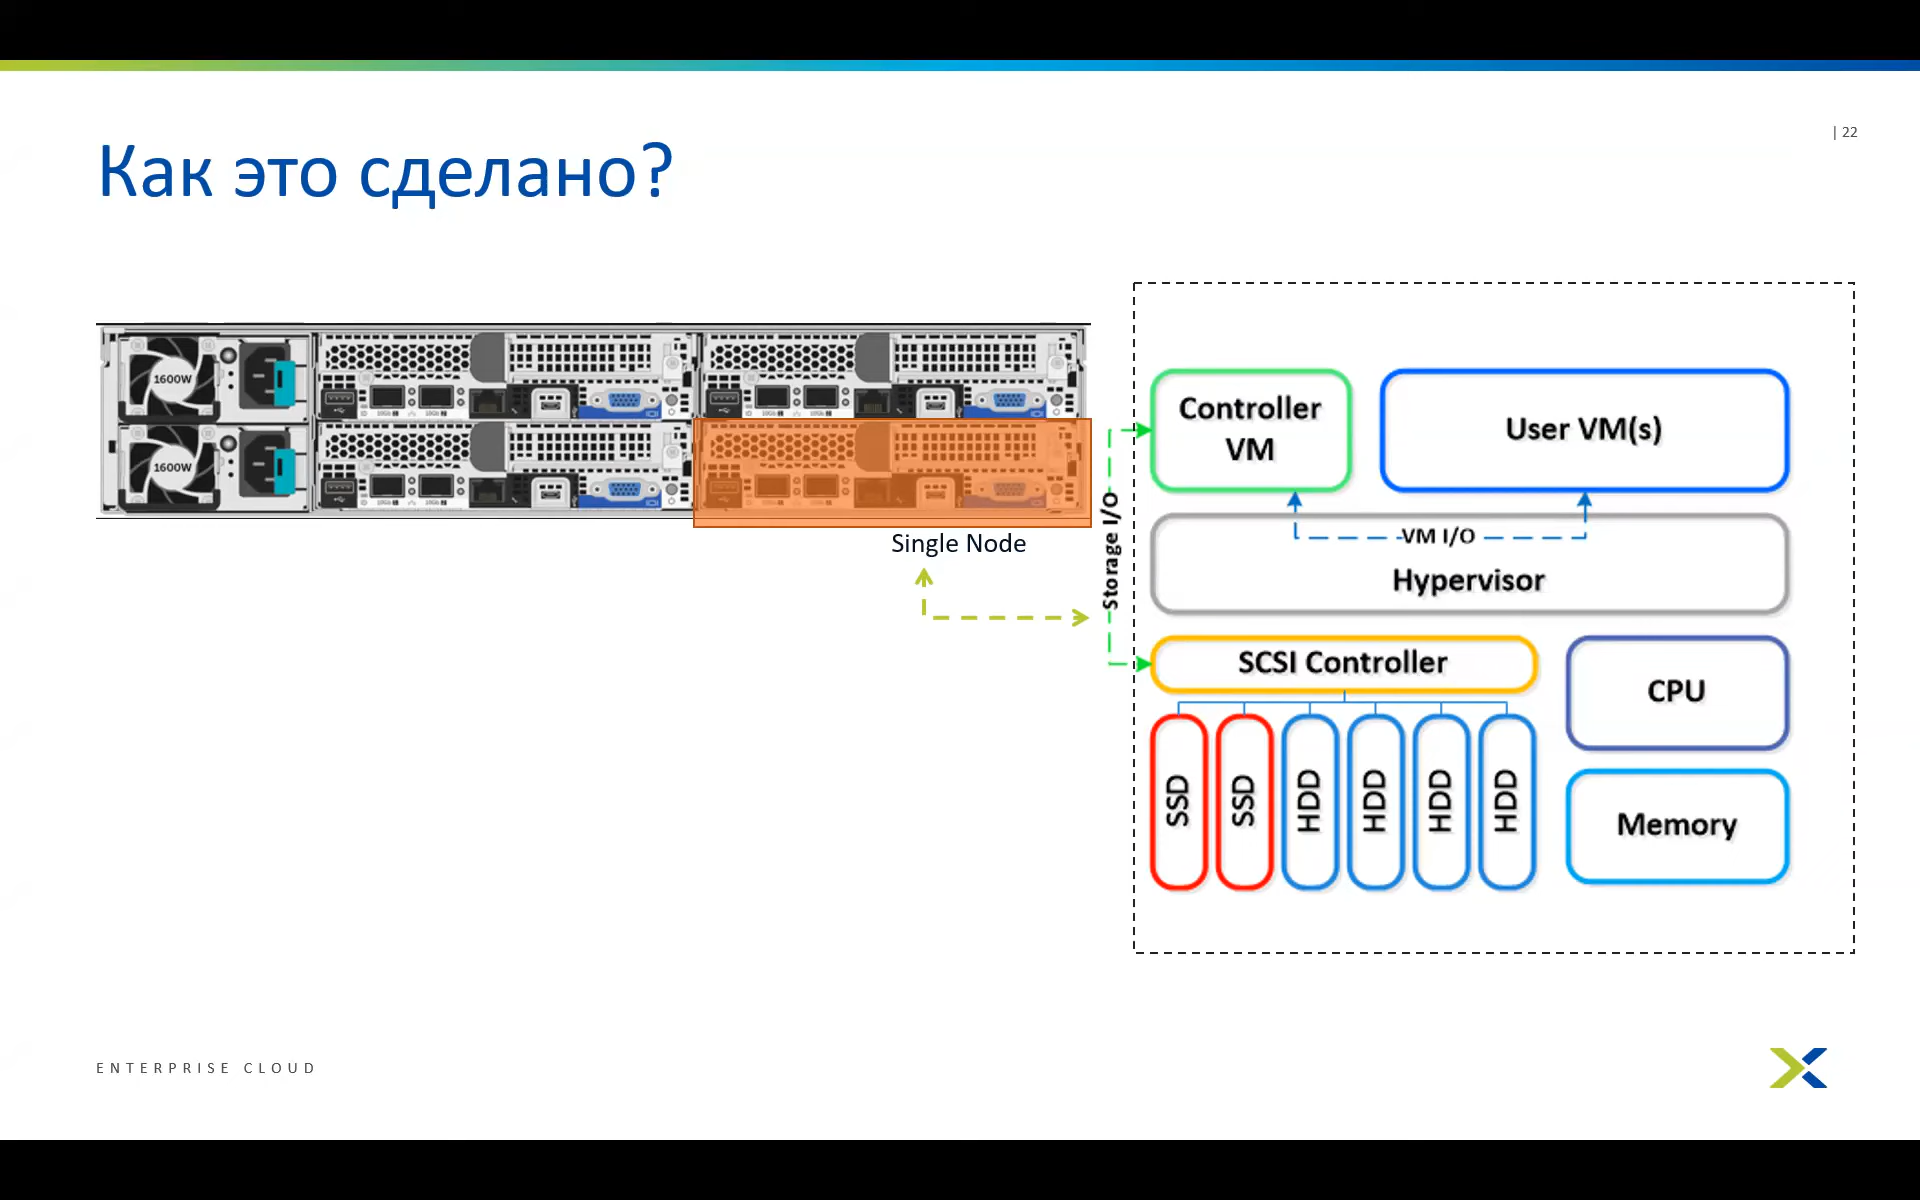 Как это сделано?
| 22
1600W
1600W
Single Node
Storage I/O
Controller
VM
User VM(s)
VM I/O
Hypervisor
SCSI Controller
SSD
SSD
HDD
HDD
HDD
HDD
CPU
Memory
ENTERPRISE CLOUD